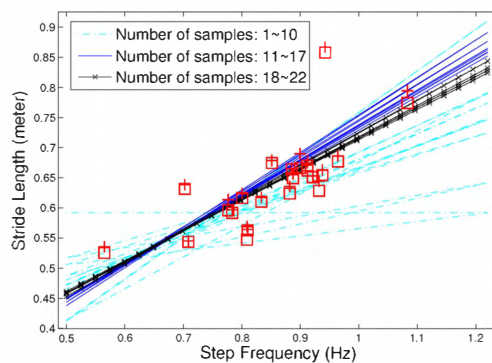 Number of samples: 1~10
Number of samples: 11~17
Number of samples: 18~22
Stride Length (meter)
0.9
0.85
0.8
0.75
0.7
0.65
0.6
0.55
0.5
0.45
0.4
0.5 0.6 0.7 0.8 0.9 1 1.1 1.2
Step Frequency (Hz)